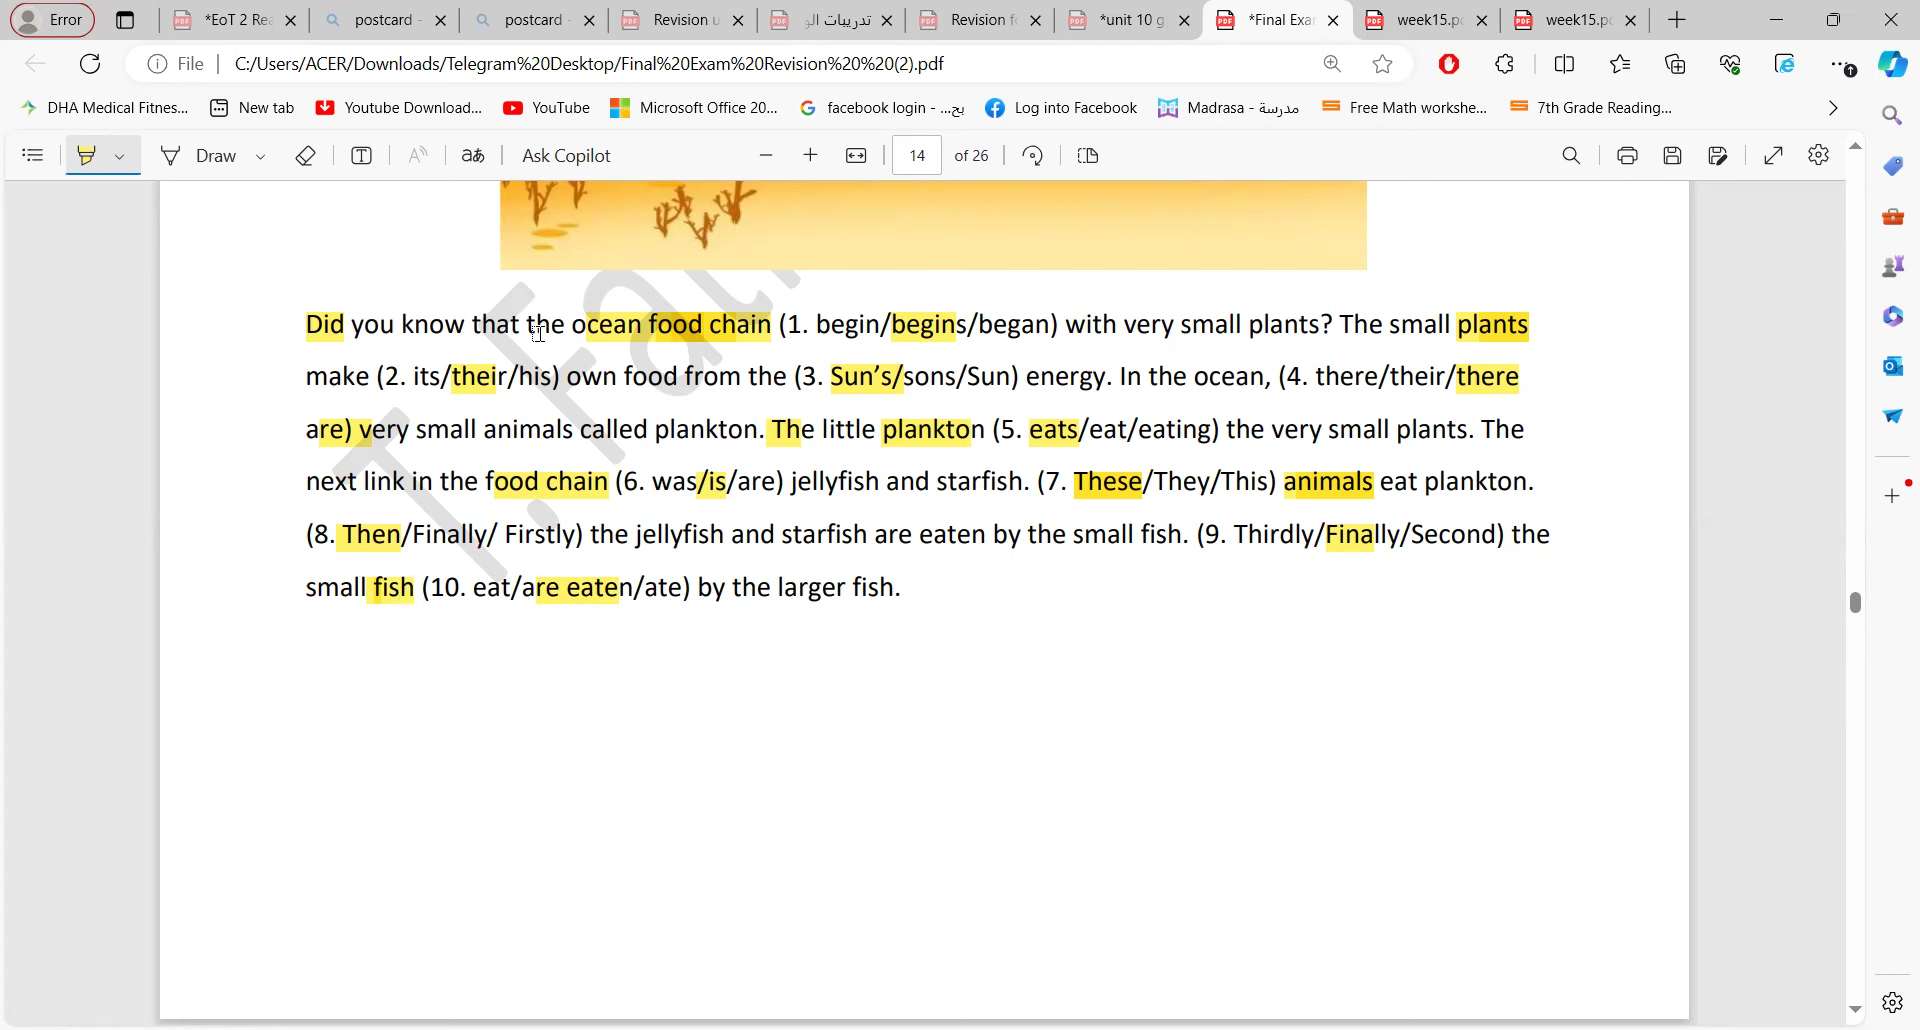 Error
*EoT 2 Rea
postcard -
postcard -
Revision u
تدريبات الو
Revision fo
*unit 10 g
*Final Exa
week15.pd
week15.pd
File
C:/Users/ACER/Downloads/Telegram%20Desktop/Final%20Exam%20Revision%20%20(2).pdf
DHA Medical Fitnes...
New tab
Youtube Download...
YouTube
Microsoft Office 20...
facebook login - بح...
Log into Facebook
Madrasa - مدرسة
Free Math workshe...
7th Grade Reading...
Draw
Ask Copilot
14
of 26
Did you know that the ocean food chain (1. begin/begins/began) with very small plants? The small plants
make (2. its/their/his) own food from the (3. Sun's/sons/Sun) energy. In the ocean, (4. there/their/there
are) very small animals called plankton. The little plankton (5. eats/eat/eating) the very small plants. The
next link in the food chain (6. was/is/are) jellyfish and starfish. (7. These/They/This) animals eat plankton.
(8. Then/Finally/ Firstly) the jellyfish and starfish are eaten by the small fish. (9. Thirdly/Finally/Second) the
small fish (10. eat/are eaten/ate) by the larger fish.